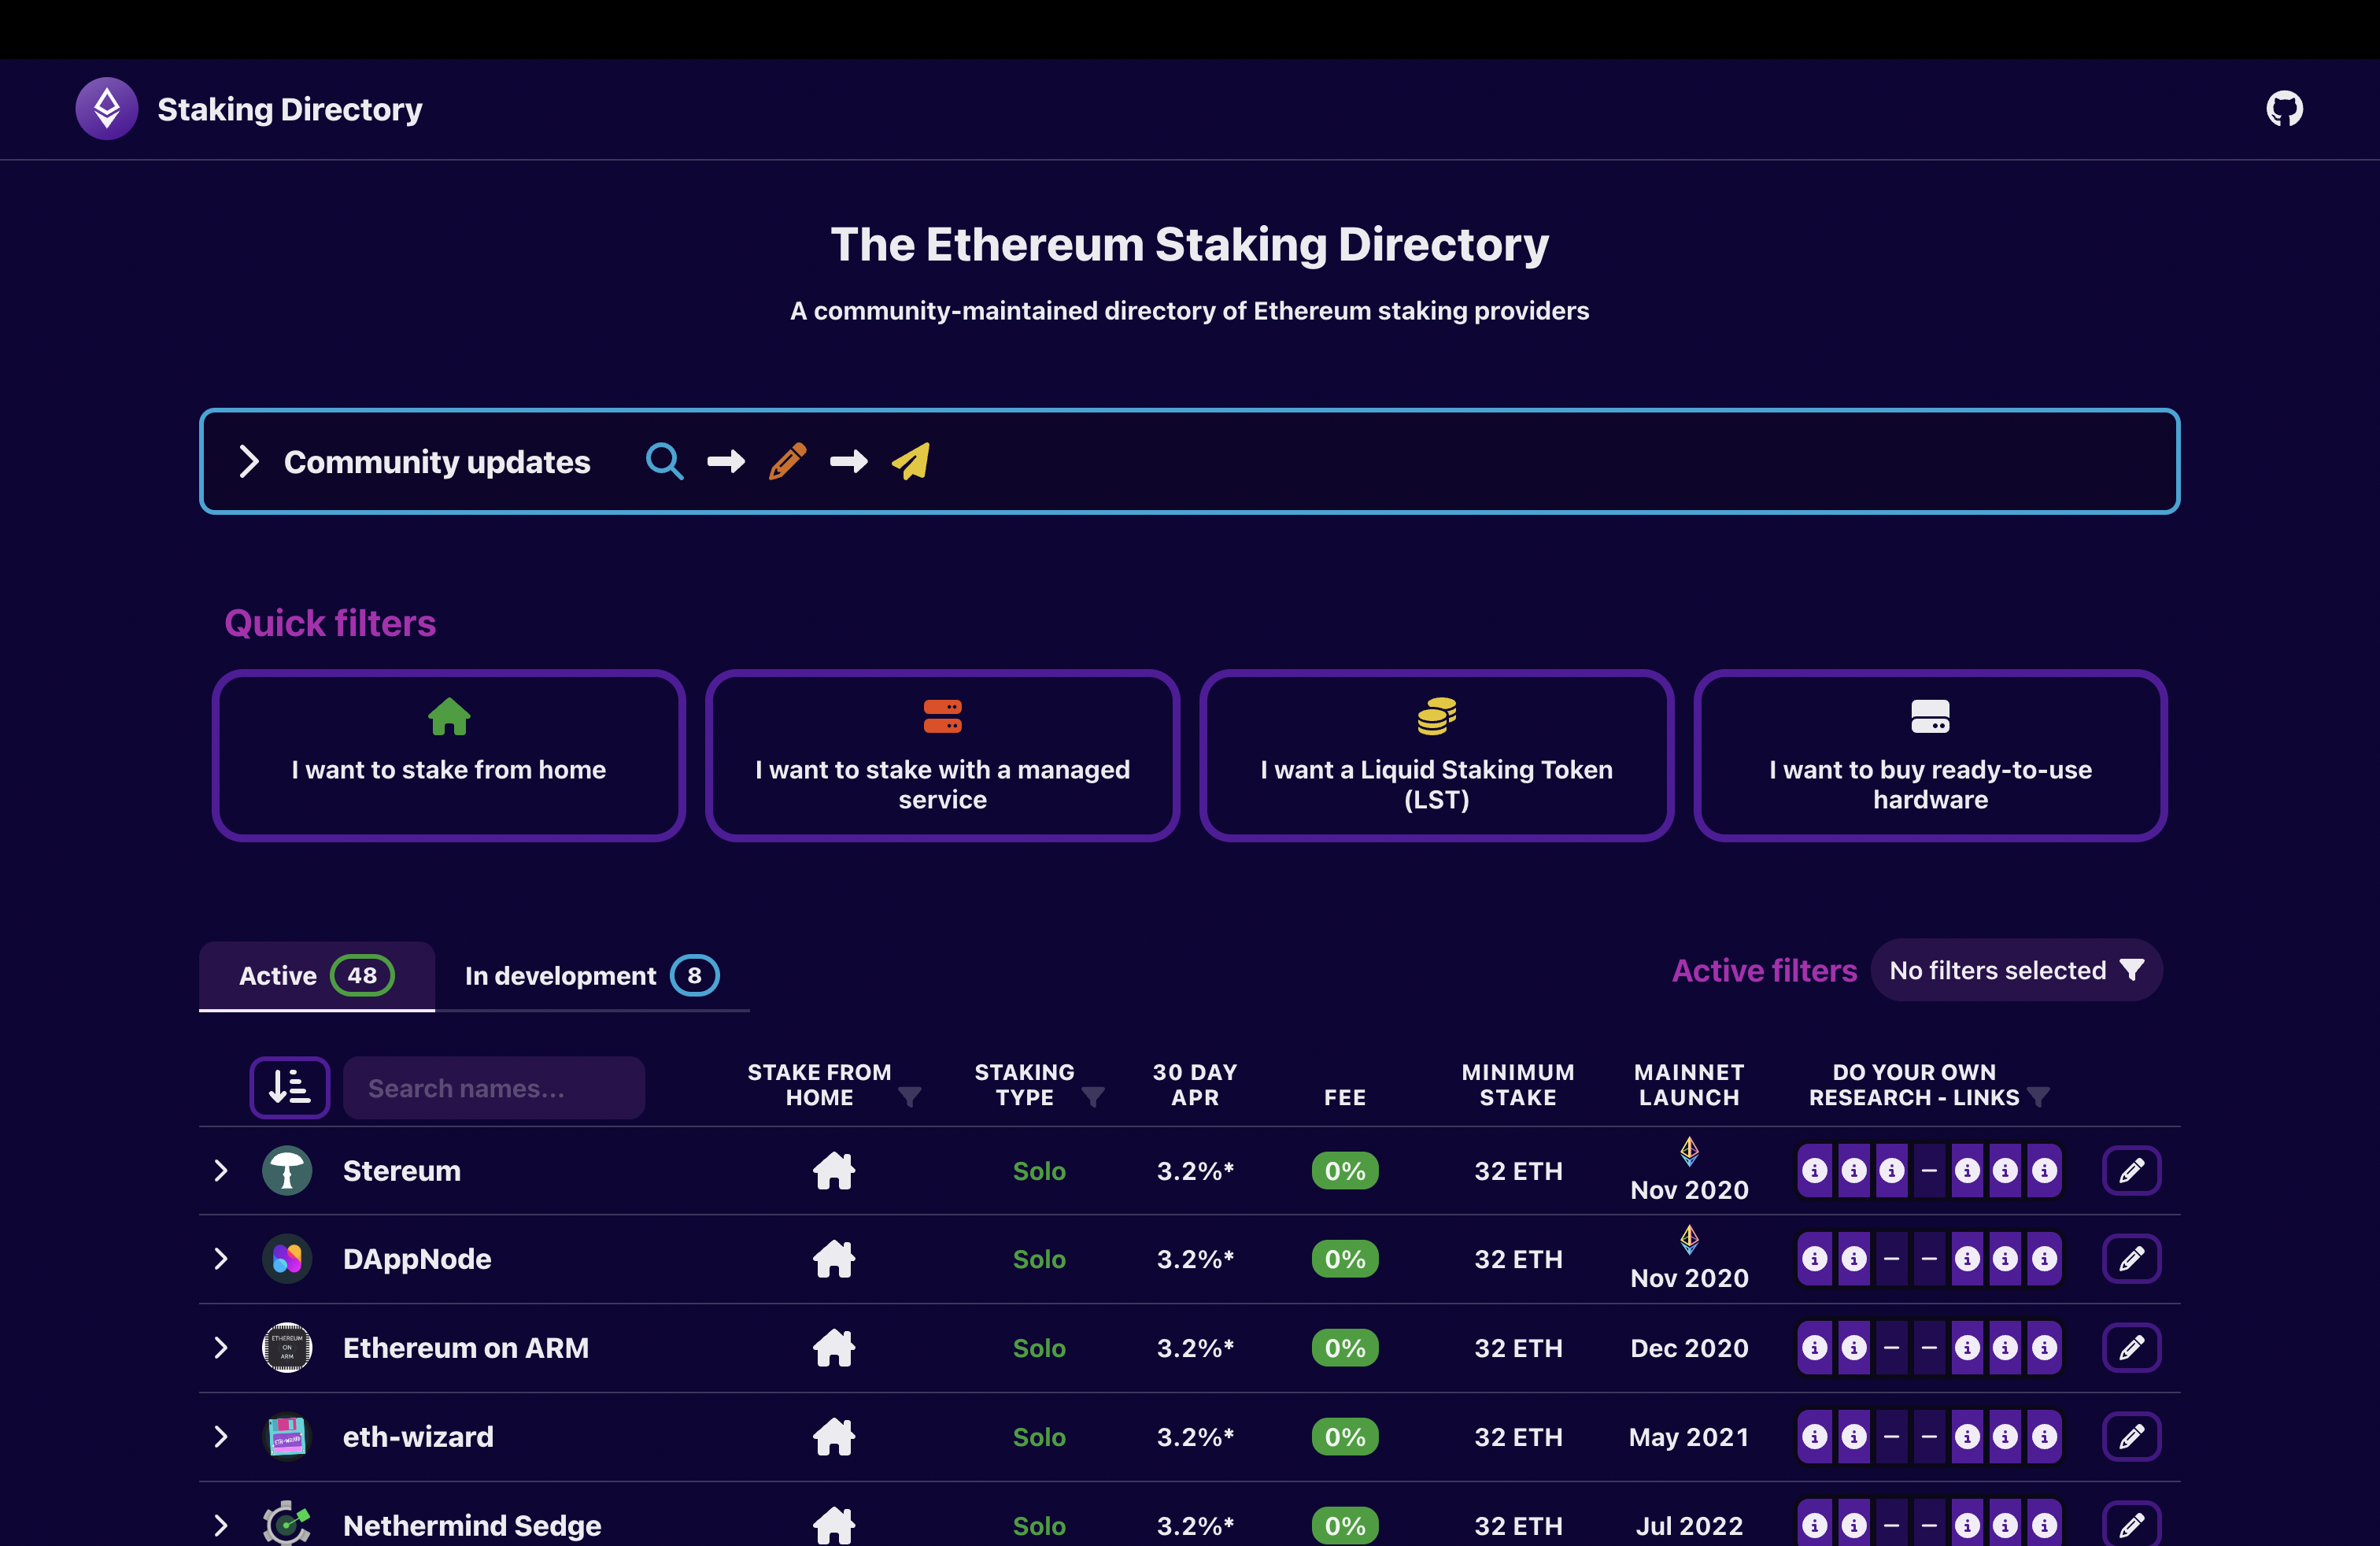 Staking Directory
The Ethereum Staking Directory
A community-maintained directory of Ethereum staking providers
Community updates
Quick filters
I want to stake from home
I want to stake with a managed
service
I want a Liquid Staking Token
(LST)
I want to buy ready-to-use
hardware
Active 48 In development 8
Active filters No filters selected
Search names...
STAKE FROM
HOME
STAKING
TYPE
30 DAY
APR
FEE
MINIMUM
STAKE
MAINNET
LAUNCH
DO YOUR OWN
RESEARCH - LINKS
Stereum Solo 3.2%* 0% 32 ETH Nov 2020
DAppNode Solo 3.2%* 0% 32 ETH Nov 2020
ETHEREUM
ON
ARM
Ethereum on ARM Solo 3.2%* 0% 32 ETH Dec 2020
ETH-WIZARD
eth-wizard Solo 3.2%* 0% 32 ETH May 2021
Nethermind Sedge Solo 3.2%* 0% 32 ETH Jul 2022